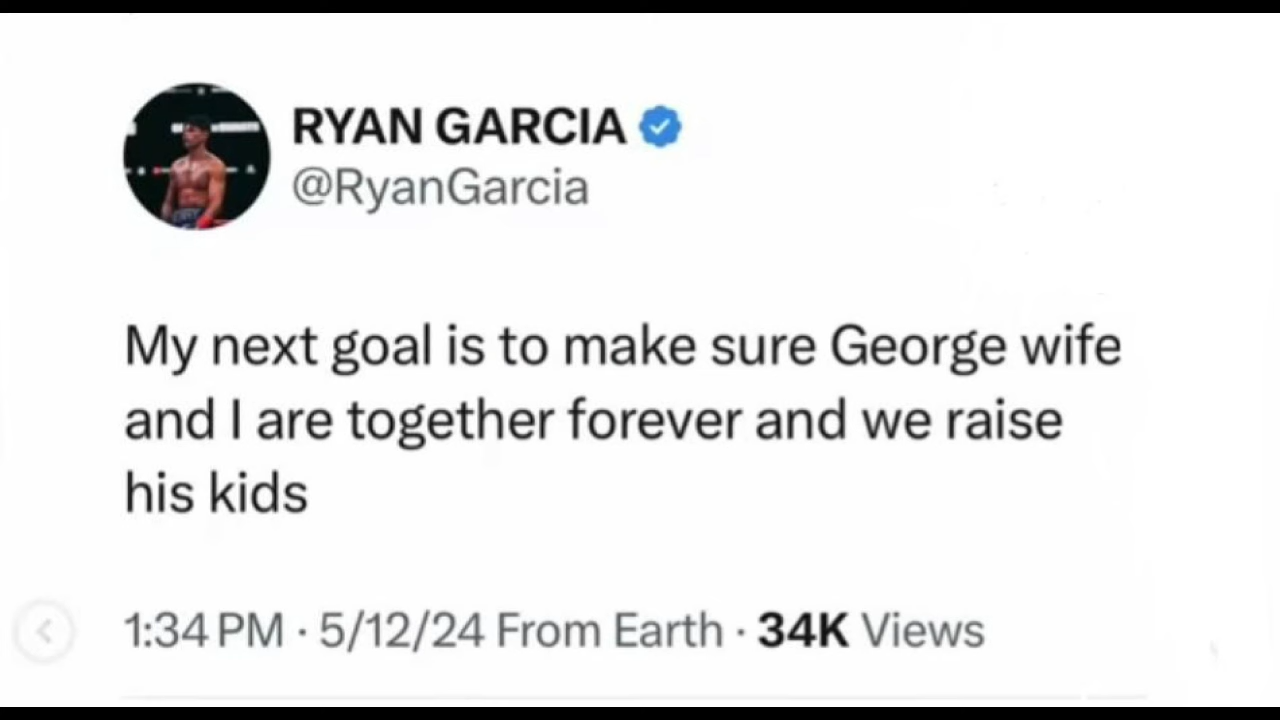 RYAN GARCIA
@RyanGarcia
My next goal is to make sure George wife
and I are together forever and we raise
his kids
1:34 PM · 5/12/24 From Earth · 34K Views